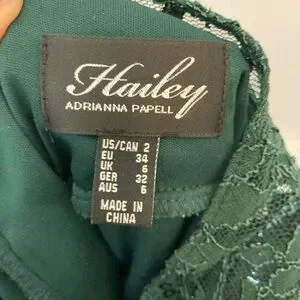 Hailey
ADRIANNA PAPELL
US/CAN 2
EU 34
UK 6
GER 32
AUS 6
MADE IN
CHINA